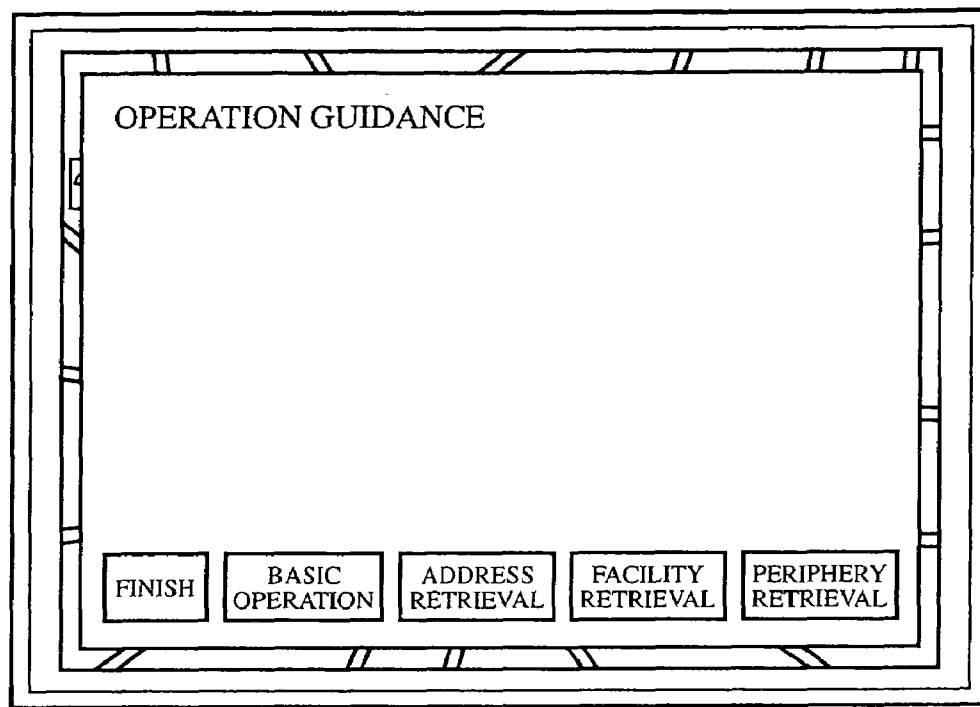 OPERATION GUIDANCE
FINISH
BASIC
OPERATION
ADDRESS
RETRIEVAL
FACILITY
RETRIEVAL
PERIPHERY
RETRIEVAL